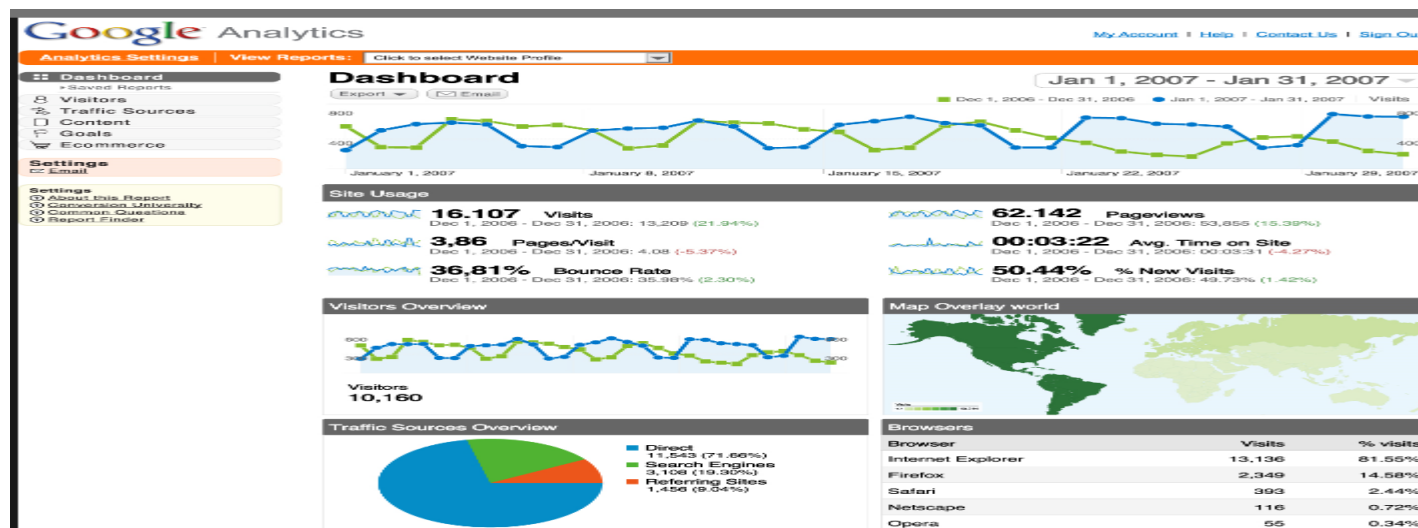 Google Analytics
My Account | Help | Contact Us | Sign Ou
Analytics Settings | View Reports: Click to select Website Profile
Dashboard
Saved Reports
Visitors
Traffic Sources
Content
Goals
Ecommerce
Settings
Email
Settings
About this Report
Conversion University
Common Questions
Report Finder
Dashboard
Jan 1, 2007 - Jan 31, 2007
Export Email
Dec 1, 2006 - Dec 31, 2006 Jan 1, 2007 - Jan 31, 2007 Visits
800 800
400 400
January 1, 2007 January 8, 2007 January 15, 2007 January 22, 2007 January 29, 2007
Site Usage
16.107 Visits
Dec 1, 2006 - Dec 31, 2006: 13,209 (21.94%)
3,86 Pages/Visit
Dec 1, 2006 - Dec 31, 2006: 4.08 (-5.37%)
36,81% Bounce Rate
Dec 1, 2006 - Dec 31, 2006: 35.98% (2.30%)
62.142 Pageviews
Dec 1, 2006 - Dec 31, 2006: 53,855 (15.39%)
00:03:22 Avg. Time on Site
Dec 1, 2006 - Dec 31, 2006: 00:03:31 (-4.27%)
50.44% % New Visits
Dec 1, 2006 - Dec 31, 2006: 49.73% (1.42%)
Visitors Overview
600
300 300
Visitors
10,160
Map Overlay world
Visits
Traffic Sources Overview
Direct
11,543 (71.66%)
Search Engines
3,108 (19.30%)
Referring Sites
1,456 (9.04%)
Browsers
Browser Visits % visits
Internet Explorer 13,136 81.55%
Firefox 2,349 14.58%
Safari 393 2.44%
Netscape 116 0.72%
Opera 55 0.34%